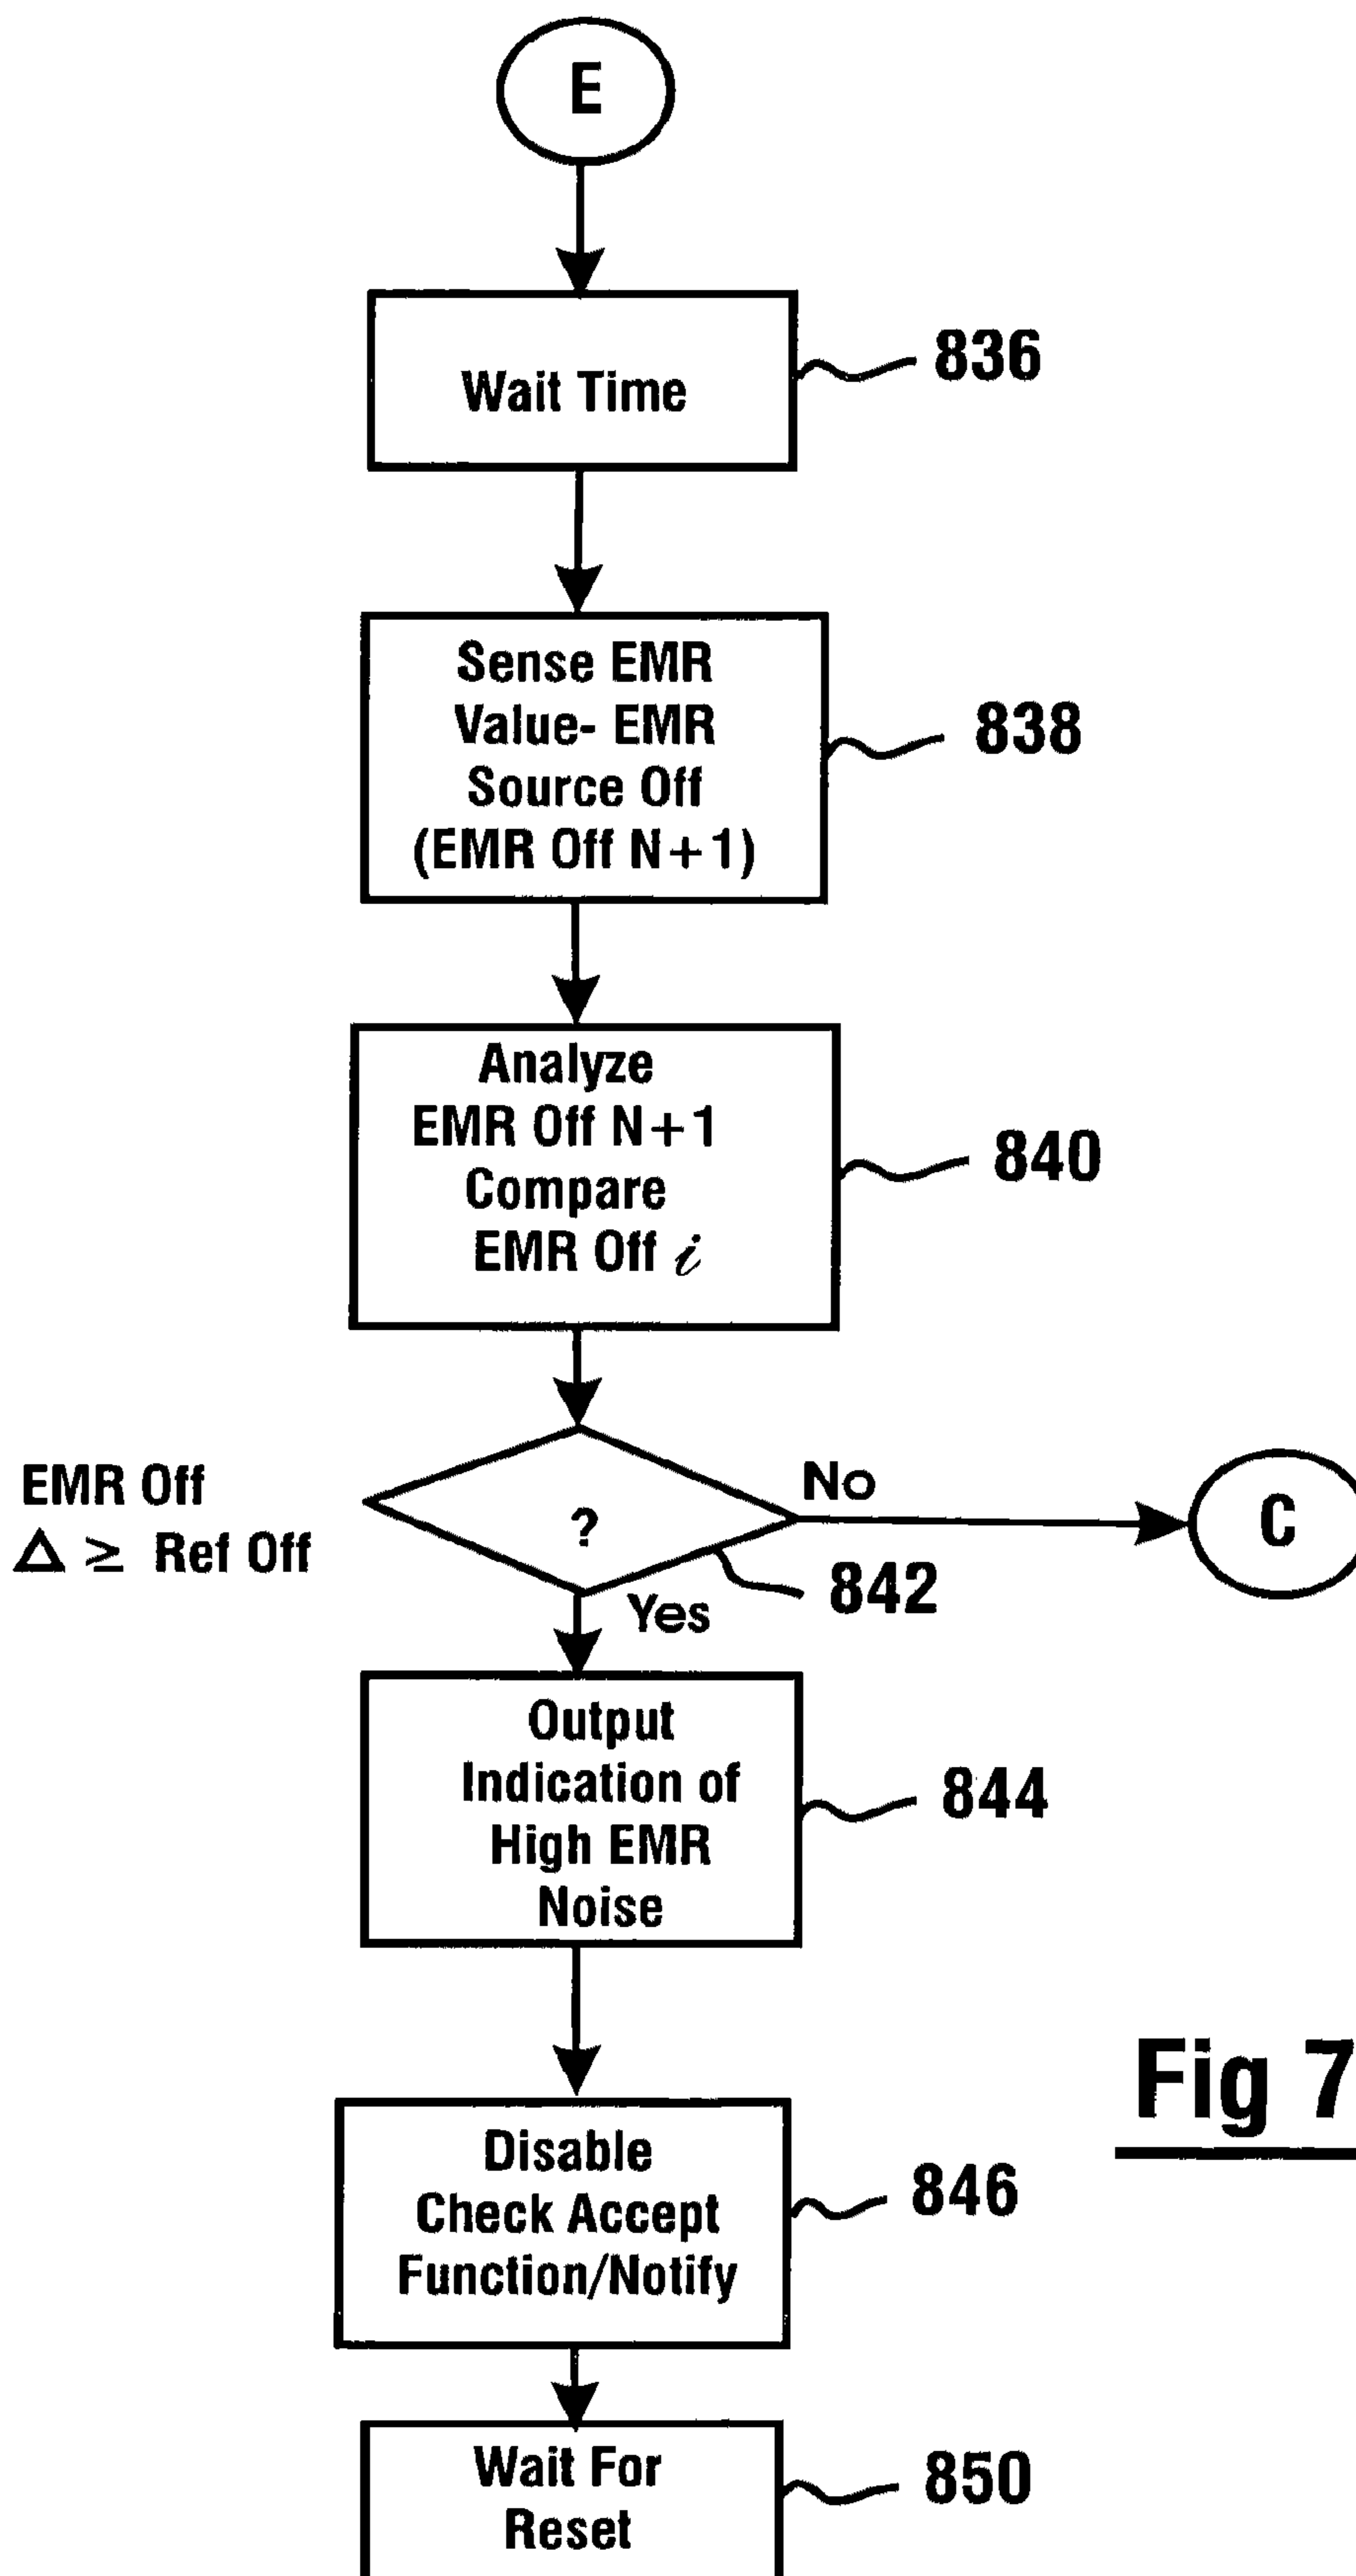 E
Wait Time
836
Sense EMR
Value- EMR
Source Off
(EMR Off N+1)
838
Analyze
EMR Off N+1
Compare
EMR Off i
840
EMR Off
Δ ≥ Ref Off
?
No
C
842
Yes
Output
Indication of
High EMR
Noise
844
Fig 7
Disable
Check Accept
Function/Notify
846
Wait For
Reset
850